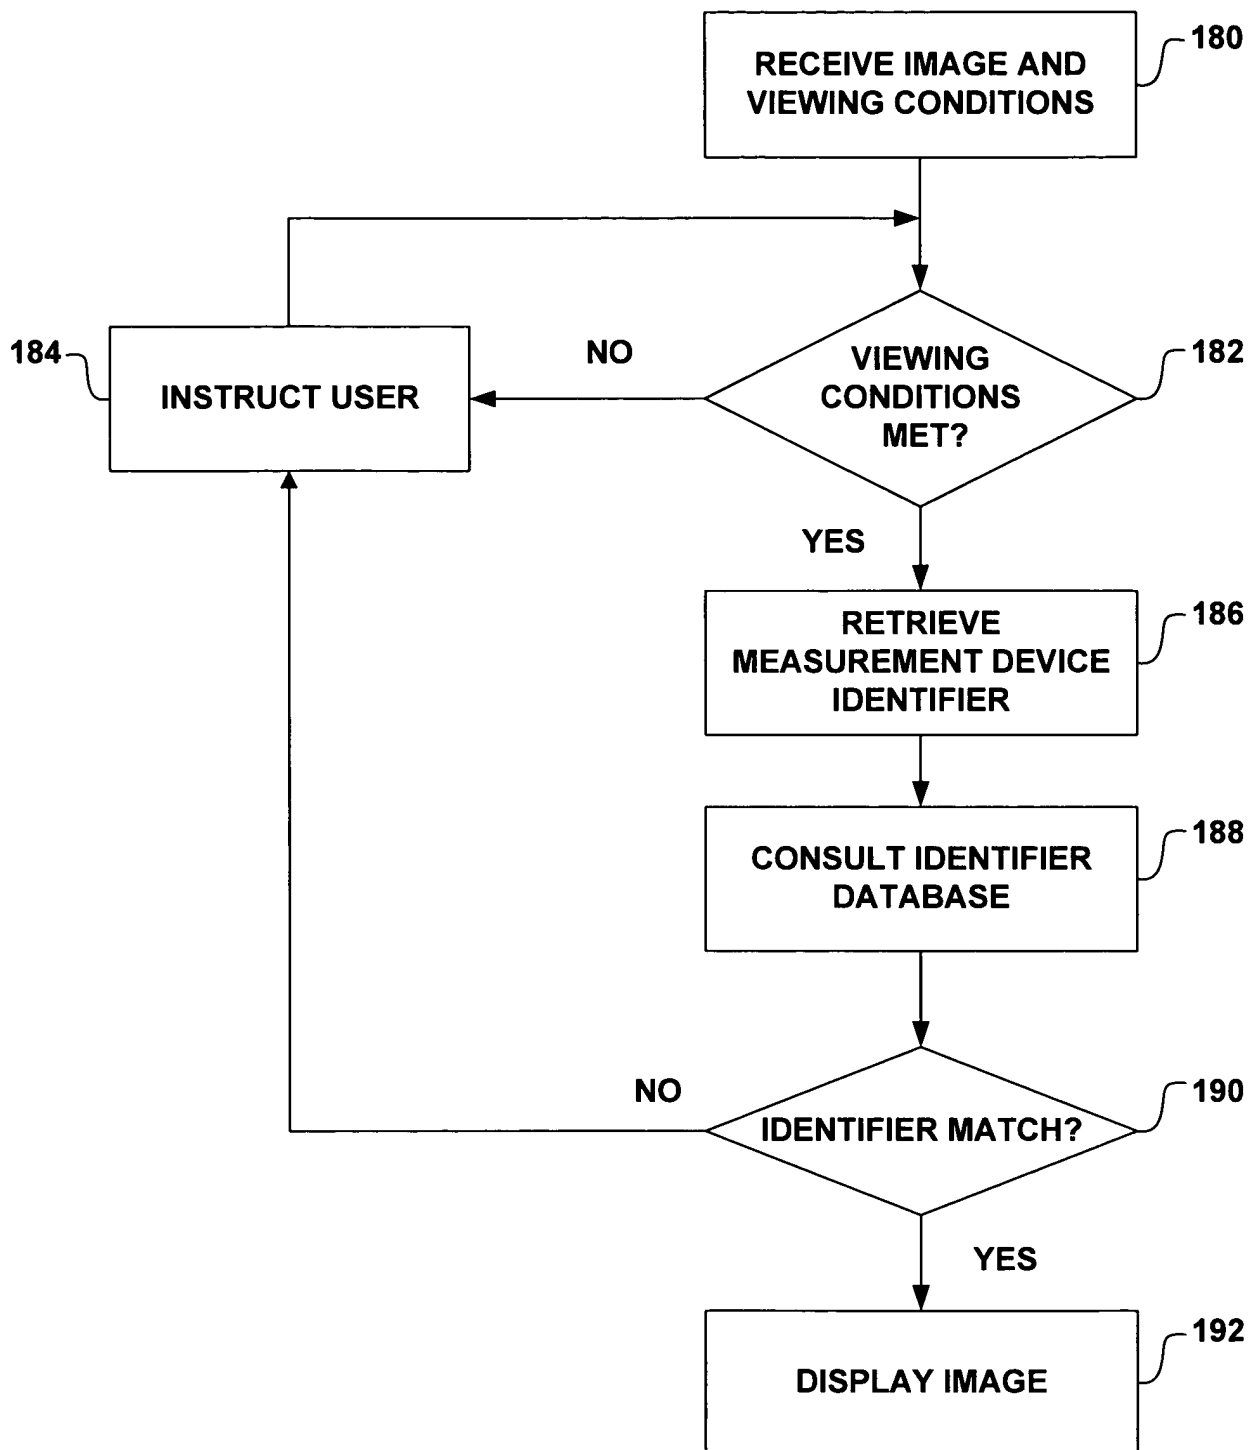 180
RECEIVE IMAGE AND
VIEWING CONDITIONS
184
INSTRUCT USER
NO
VIEWING
CONDITIONS
MET?
182
YES
RETRIEVE
MEASUREMENT DEVICE
IDENTIFIER
186
CONSULT IDENTIFIER
DATABASE
188
NO
IDENTIFIER MATCH?
190
YES
DISPLAY IMAGE
192